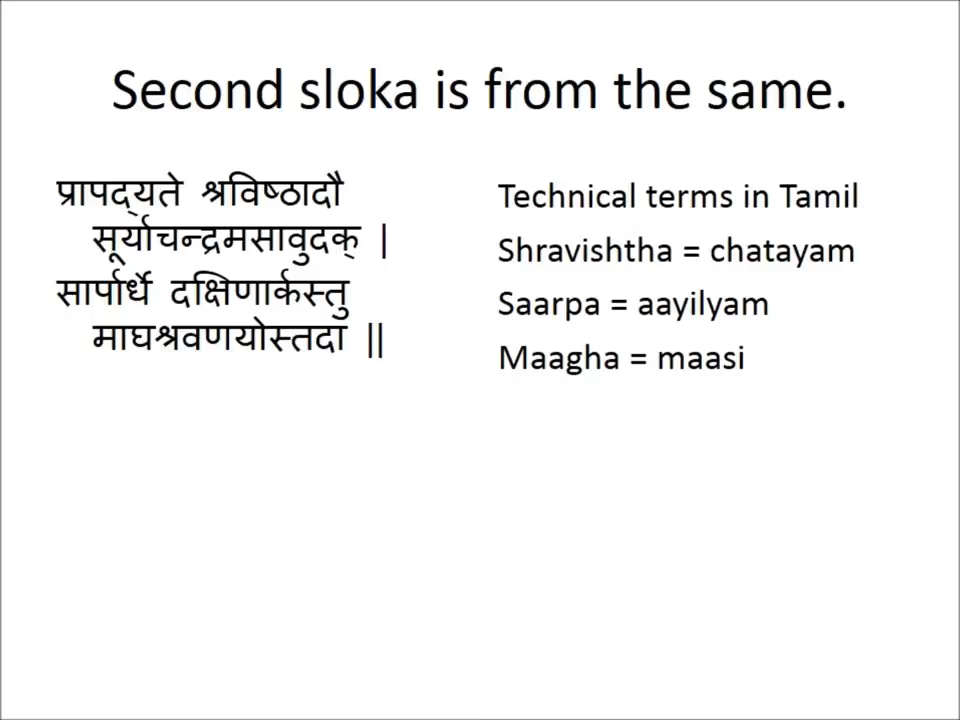 Second sloka is from the same.
प्रापद्यते श्रविष्ठादौ
सूर्याचन्द्रमसावुदक् |
सार्पार्धे दक्षिणार्कस्तु
माघश्रवणयोस्तदा ||
Technical terms in Tamil
Shravishtha = chatayam
Saarpa = aayilyam
Maagha = maasi